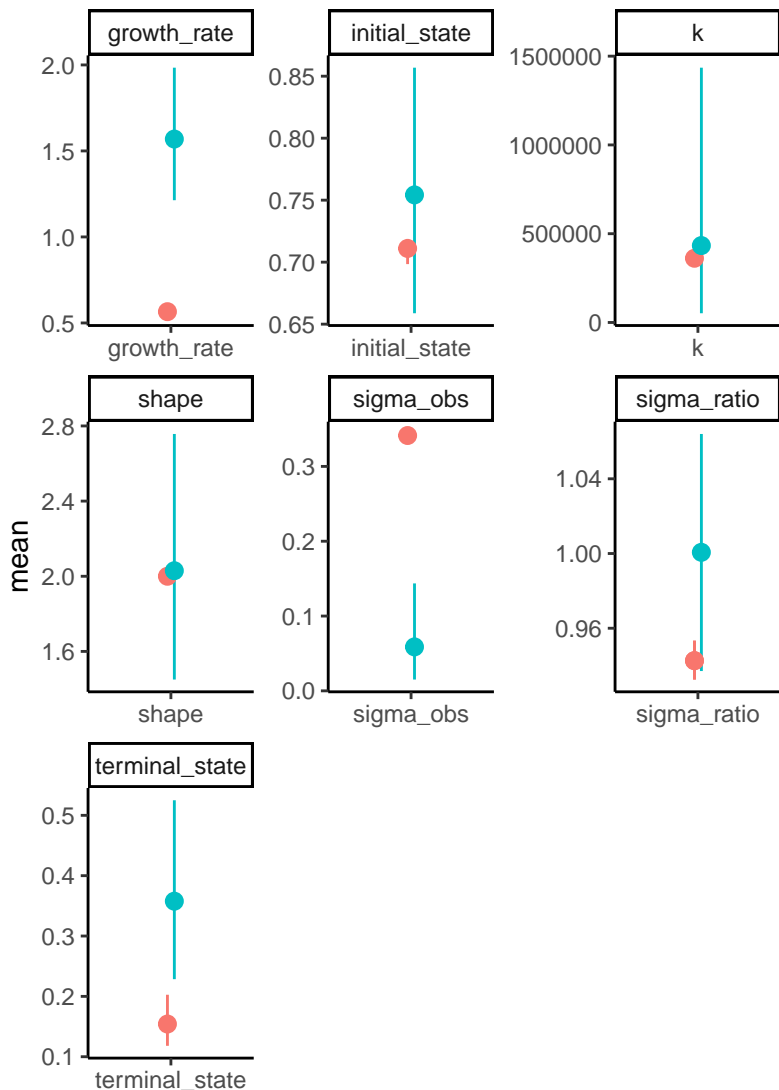 growth_rate
initial_state
k
2.0
1.5
1.0
0.5
0.85
0.80
0.75
0.70
0.65
1500000
1000000
500000
0
growth_rate
initial_state
k
shape
sigma_obs
sigma_ratio
mean
2.8
2.4
2.0
1.6
0.3
0.2
0.1
0.0
1.04
1.00
0.96
shape
sigma_obs
sigma_ratio
terminal_state
0.5
0.4
0.3
0.2
0.1
terminal_state